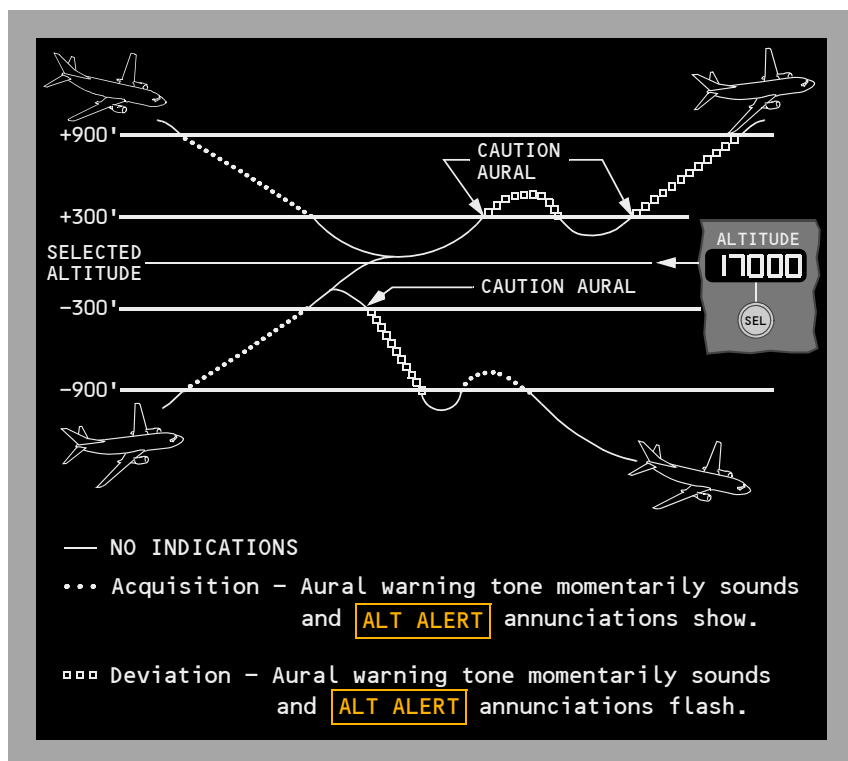 +900'
CAUTION
AURAL
+300'
ALTITUDE
17000
SELECTED
ALTITUDE
CAUTION AURAL
–300'
SEL
–900'
NO INDICATIONS
Acquisition – Aural warning tone momentarily sounds
and ALT ALERT annunciations show.
Deviation – Aural warning tone momentarily sounds
and ALT ALERT annunciations flash.